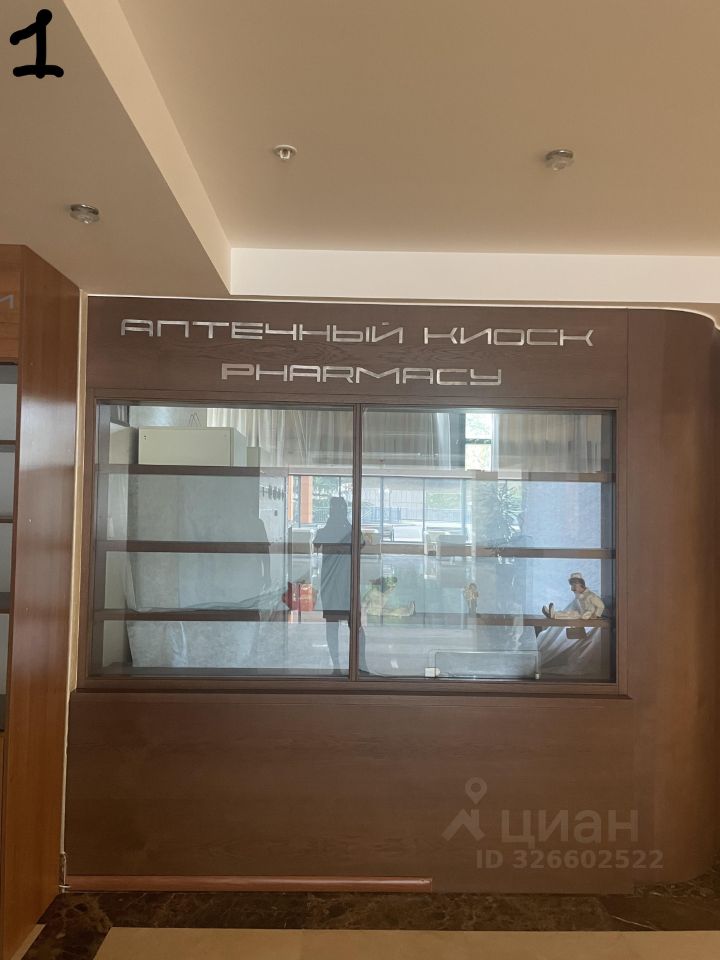 1
АПТЕЧНЫЙ КИОСК
PHARMACY
циан
ID 326602522